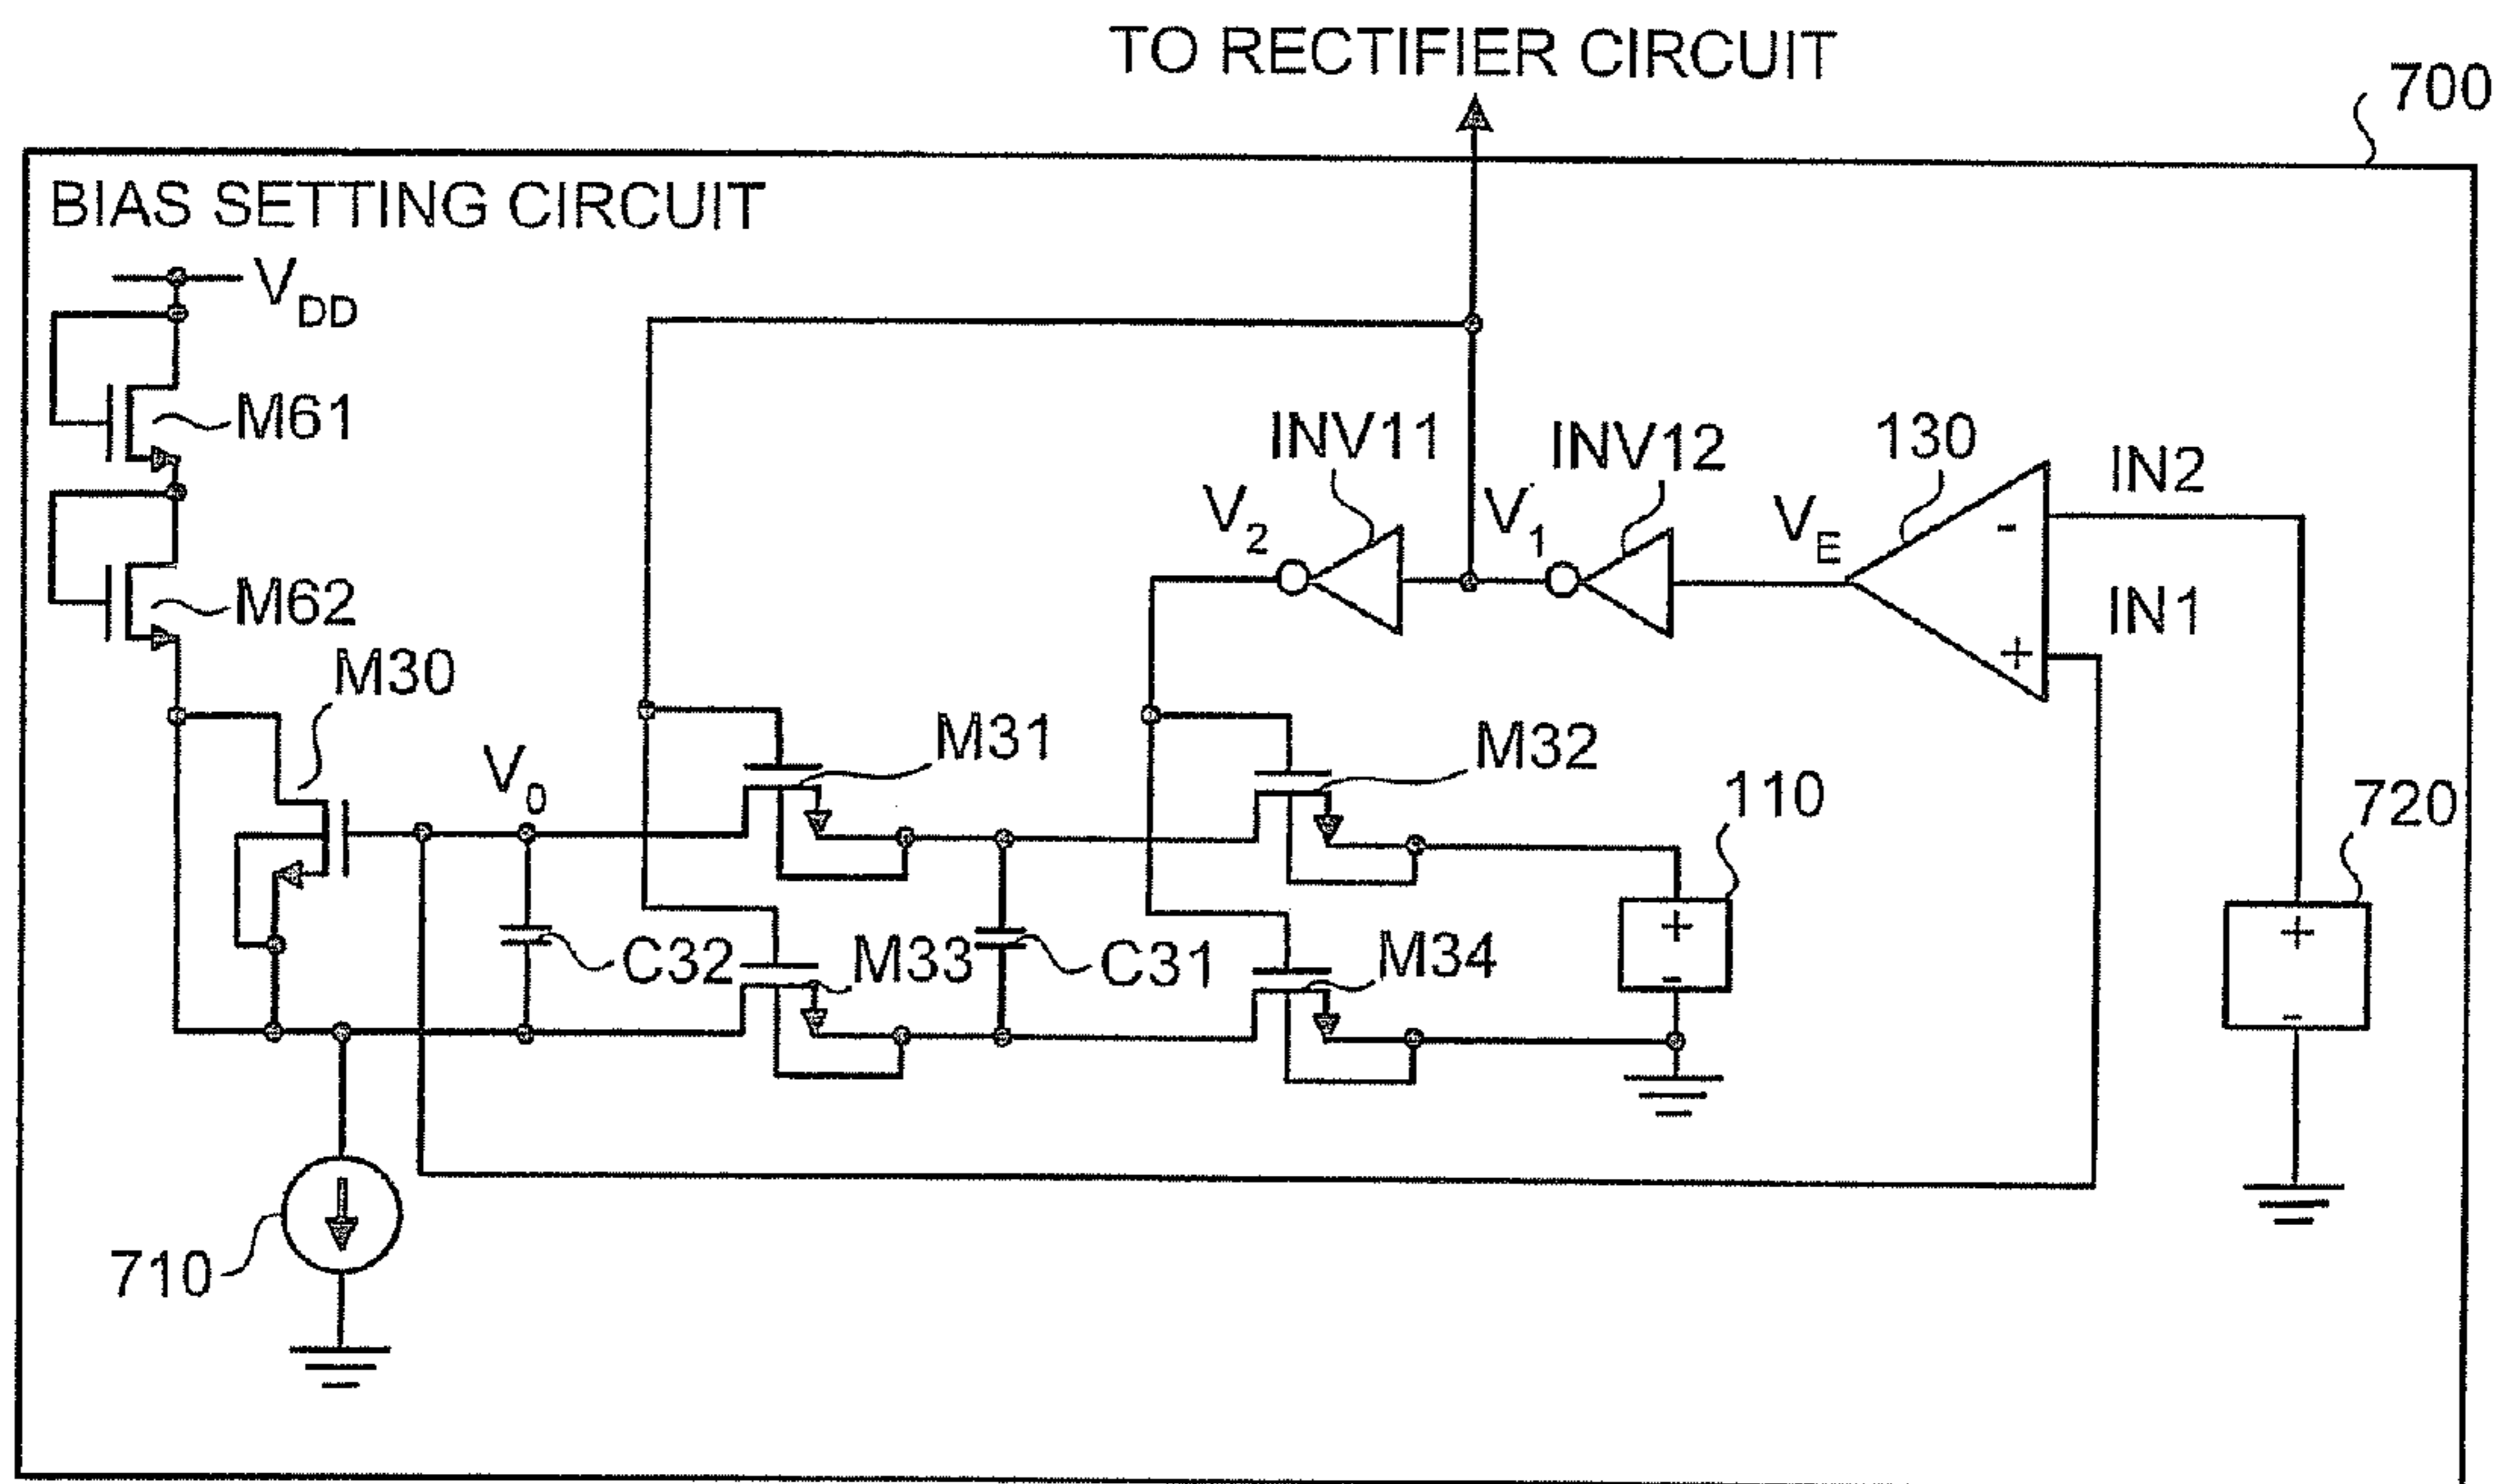 TO RECTIFIER CIRCUIT
700
BIAS SETTING CIRCUIT
VDD
M61
INV11
INV12
130
IN2
V2
V1
VE
M62
IN1
M30
M31
M32
V0
110
720
+
-
C32
M33
C31
M34
+
-
+
-
710